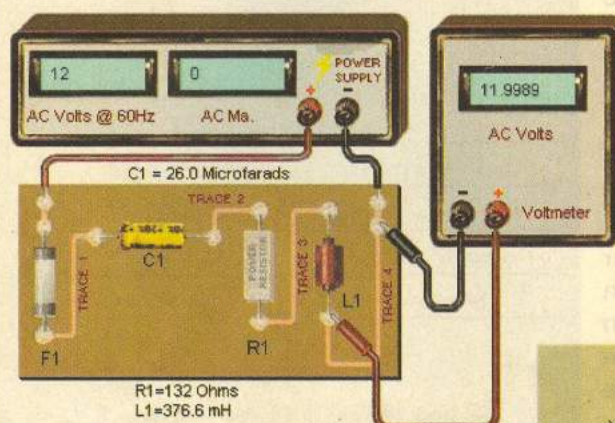 12
0
POWER
SUPPLY
+
-
AC Volts @ 60Hz
AC Ma.
11.9989
AC Volts
-
+
Voltmeter
C1 = 26.0 Microfarads
TRACE 1
C1
TRACE 2
POWER
RESISTOR
TRACE 3
L1
TRACE 4
F1
R1
R1=132 Ohms
L1=376.6 mH